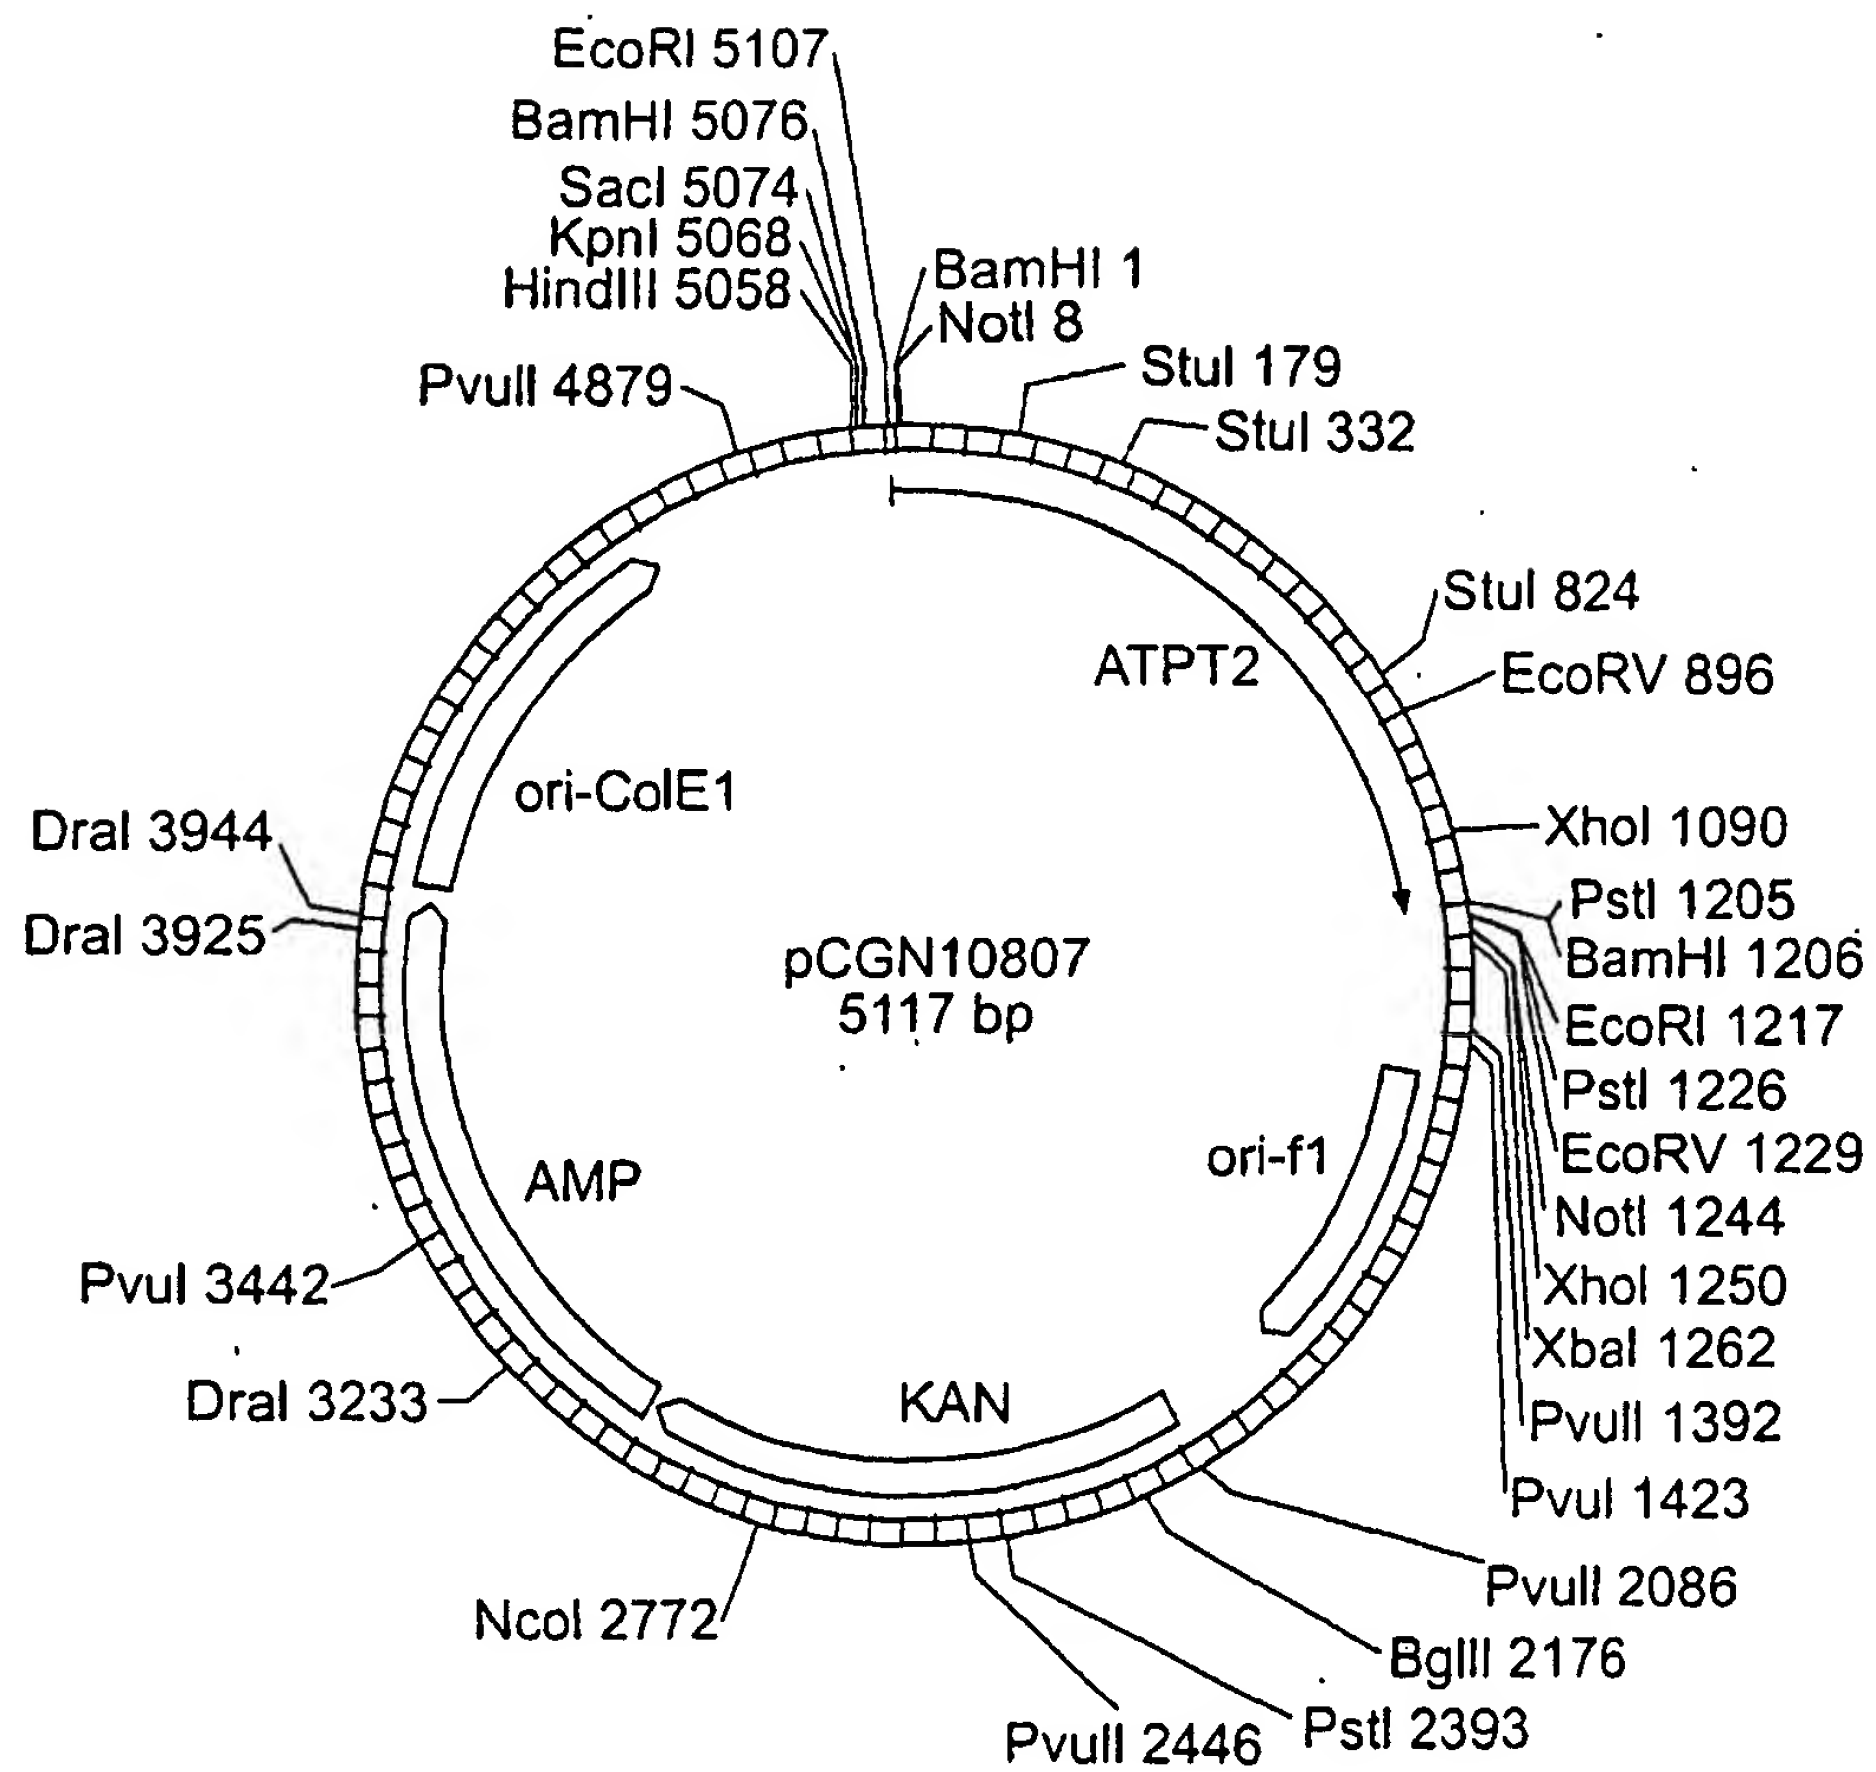 EcoRI 5107
BamHI 5076
SacI 5074
KpnI 5068
HindIII 5058
BamHI 1
NotI 8
PvuII 4879
StuI 179
StuI 332
StuI 824
ATPT2
EcoRV 896
ori-ColE1
DraI 3944
XhoI 1090
DraI 3925
PstI 1205
BamHI 1206
pCGN10807
5117 bp
EcoRI 1217
PstI 1226
ori-f1
EcoRV 1229
AMP
NotI 1244
PvuI 3442
XhoI 1250
XbaI 1262
DraI 3233
KAN
PvuII 1392
PvuI 1423
PvuII 2086
NcoI 2772
BglII 2176
PstI 2393
PvuII 2446